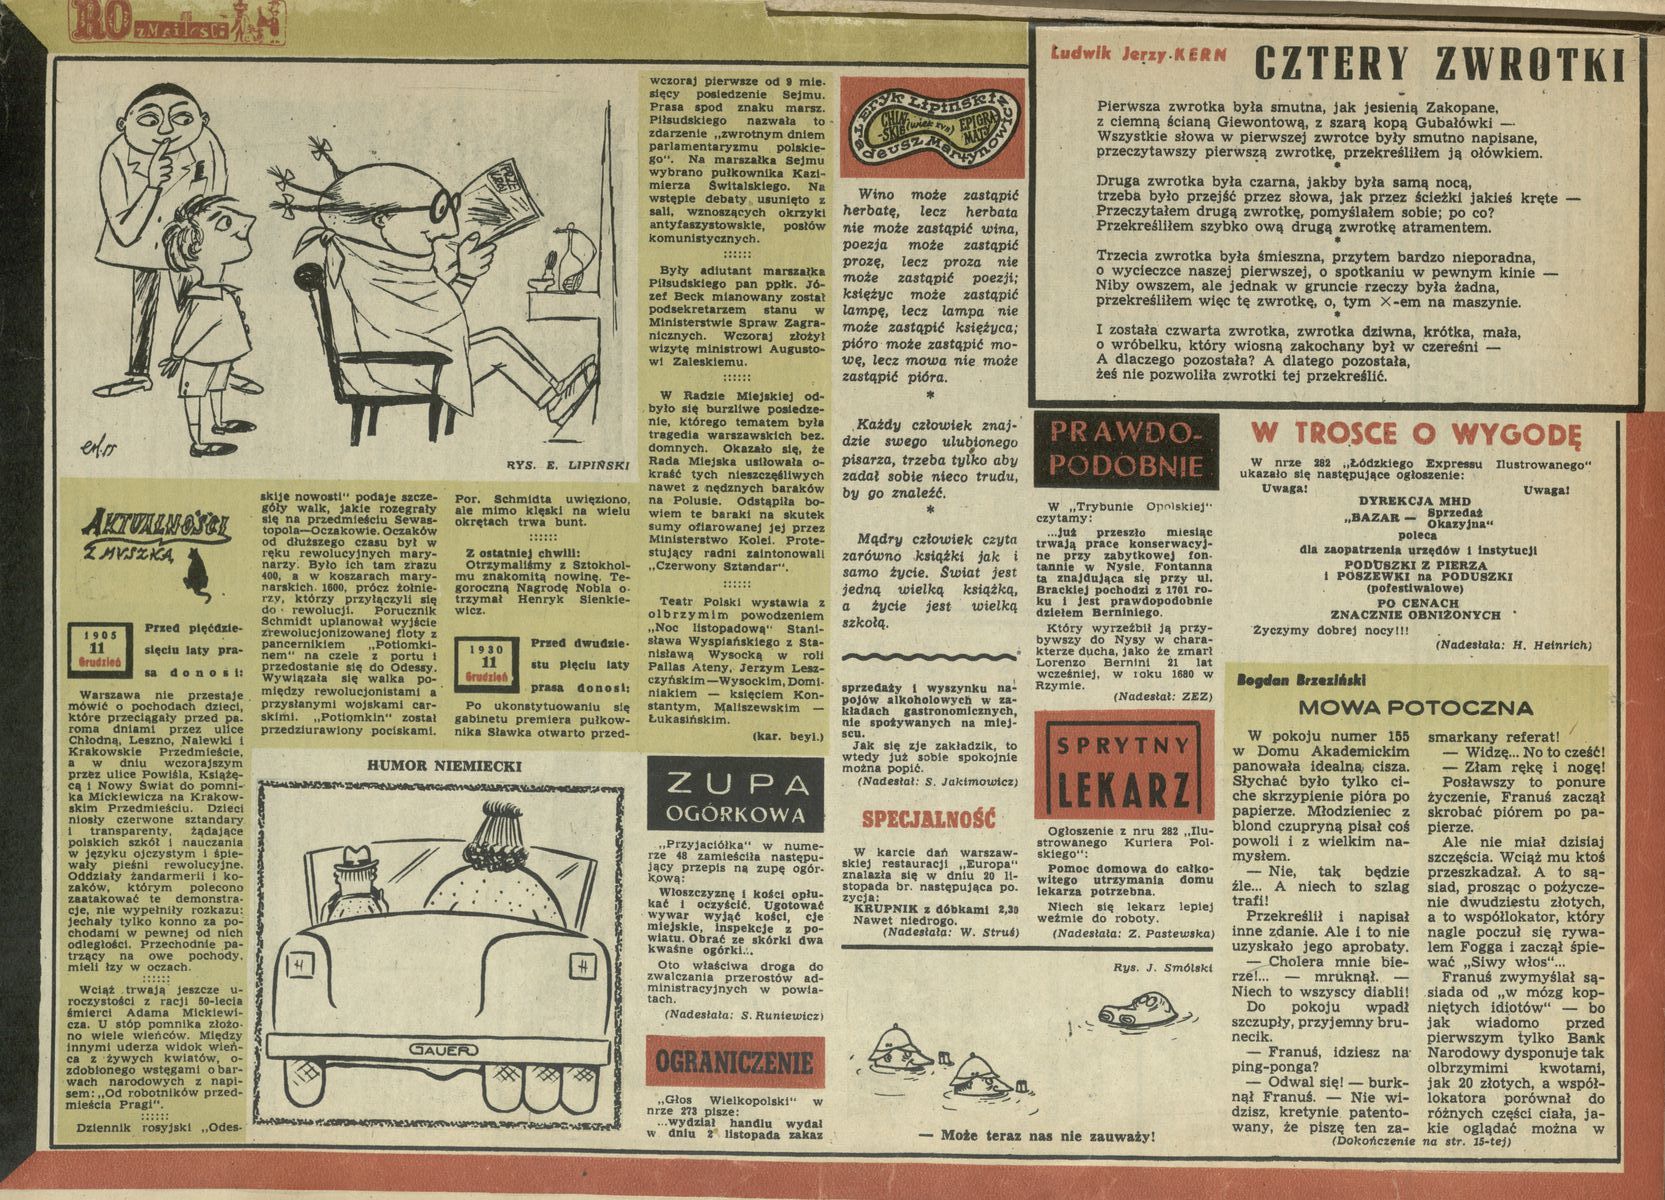 ROzMaitości
RYS. E. LIPIŃSKI
AKTUALNOŚCI
Z MYSZKĄ
1905
11
Grudzień
Przed pięćdzie-
sięciu laty pra-
sa donosi:
Warszawa nie przestaje
mówić o pochodach dzieci,
które przeciągały przed pa-
roma dniami przez ulice
Chłodną, Leszno, Nalewki i
Krakowskie Przedmieście,
a w dniu wczorajszym
przez ulice Powiśla, Książę-
cą i Nowy Świat do pomni-
ka Mickiewicza na Krakow-
skim Przedmieściu. Dzieci
niosły czerwone sztandary
i transparenty, żądające
polskich szkół i nauczania
w języku ojczystym i śpie-
wały pieśni rewolucyjne.
Oddziały żandarmerii i ko-
zaków, którym polecono
zaatakować te demonstra-
cje, nie wypełniły rozkazu:
jechały tylko konno za po-
chodami w pewnej od nich
odległości. Przechodnie pa-
trzący na owe pochody,
mieli łzy w oczach.
::::::
Wciąż trwają jeszcze u-
roczystości z racji 50-lecia
śmierci Adama Mickiewi-
cza. U stóp pomnika złożo-
no wiele wieńców. Między
innymi uderza widok wień-
ca z żywych kwiatów, o-
zdobionego wstęgami o bar-
wach narodowych z napi-
sem: „Od robotników przed-
mieścia Pragi".
::::::
Dziennik rosyjski „Odes-
skije nowosti" podaje szcze-
góły walk, jakie rozegrały
się na przedmieściu Sewas-
topola—Oczakowie. Oczaków
od dłuższego czasu był w
ręku rewolucyjnych mary-
narzy. Było ich tam zrazu
400, a w koszarach mary-
narskich 1600, prócz żołnie-
rzy, którzy przyłączyli się
do rewolucji. Porucznik
Schmidt uplanował wyjście
zrewolucjonizowanej floty z
pancernikiem „Potiomki-
nem" na czele z portu i
przedostanie się do Odessy.
Wywiązała się walka po-
między rewolucjonistami a
przysłanymi wojskami car-
skimi. „Potiomkin" został
przedziurawiony pociskami.
Por. Schmidta uwięziono,
ale mimo klęski na wielu
okrętach trwa bunt.
::::::
Z ostatniej chwili:
Otrzymaliśmy z Sztokhol-
mu znakomitą nowinę. Te-
goroczną Nagrodę Nobla o-
trzymał Henryk Sienkie-
wicz.
1930
11
Grudzień
Przed dwudzie-
stu pięciu laty
prasa donosi:
Po ukonstytuowaniu się
gabinetu premiera pułkow-
nika Sławka otwarto przed-
wczoraj pierwsze od 9 mie-
sięcy posiedzenie Sejmu.
Prasa spod znaku marsz.
Piłsudskiego nazwała to
zdarzenie „zwrotnym dniem
parlamentaryzmu polskie-
go". Na marszałka Sejmu
wybrano pułkownika Kazi-
mierza Świtalskiego. Na
wstępie debaty usunięto z
sali, wznoszących okrzyki
antyfaszystowskie, posłów
komunistycznych.
::::::
Były adiutant marszałka
Piłsudskiego pan ppłk. Jó-
zef Beck mianowany został
podsekretarzem stanu w
Ministerstwie Spraw Zagra-
nicznych. Wczoraj złożył
wizytę ministrowi Augusto-
wi Zaleskiemu.
::::::
W Radzie Miejskiej od-
było się burzliwe posiedze-
nie, którego tematem była
tragedia warszawskich bez.
domnych. Okazało się, że
Rada Miejska usiłowała o-
kraść tych nieszczęśliwych
nawet z nędznych baraków
na Polusie. Odstąpiła bo-
wiem te baraki na skutek
sumy ofiarowanej jej przez
Ministerstwo Kolei. Prote-
stujący radni zaintonowali
„Czerwony Sztandar".
::::::
Teatr Polski wystawia z
olbrzymim powodzeniem
„Noc listopadową" Stani-
sława Wyspiańskiego z Sta-
nisławą Wysocką w roli
Pallas Ateny, Jerzym Lesz-
czyńskim—Wysockim, Domi-
niakiem — księciem Kon-
stantym, Maliszewskim —
Łukasińskim.
(kar. beyl.)
HUMOR NIEMIECKI
H
H
GAUER
ZUPA
OGÓRKOWA
„Przyjaciółka" w nume-
rze 48 zamieściła następu-
jący przepis na zupę ogór-
kową:
Włoszczyznę i kości opłu-
kać i oczyścić. Ugotować
wywar wyjąć kości, cje
miejskie, inspekcje z po-
wiatu. Obrać ze skórki dwa
kwaśne ogórki...
Oto właściwa droga do
zwalczania przerostów ad-
ministracyjnych w powia-
tach.
(Nadesłała: S. Runiewicz)
OGRANICZENIE
„Głos Wielkopolski" w
nrze 273 pisze:
...wydział handlu wydał
w dniu 2 listopada zakaz
Eryk Lipiński
Tadeusz Martynowicz
CHIN-
SKIE
(wiek XVII)
EPIGRA-
MATY
Wino może zastąpić
herbatę, lecz herbata
nie może zastąpić wina,
poezja może zastąpić
prozę, lecz proza nie
może zastąpić poezji;
księżyc może zastąpić
lampę, lecz lampa nie
może zastąpić księżyca;
pióro może zastąpić mo-
wę, lecz mowa nie może
zastąpić pióra.
*
Każdy człowiek znaj-
dzie swego ulubionego
pisarza, trzeba tylko aby
zadał sobie nieco trudu,
by go znaleźć.
*
Mądry człowiek czyta
zarówno książki jak i
samo życie. Świat jest
jedną wielką książką,
a życie jest wielką
szkołą.
sprzedaży i wyszynku na-
pojów alkoholowych w za-
kładach gastronomicznych,
nie spożywanych na miej-
scu.
Jak się zje zakładzik, to
wtedy już sobie spokojnie
można popić.
(Nadesłał: S. Jakimowicz)
SPECJALNOŚĆ
W karcie dań warszaw-
skiej restauracji „Europa"
znalazła się w dniu 20 li-
stopada br. następująca po.
zycja:
KRUPNIK z dóbkami 2,30
Nawet niedrogo.
(Nadesłała: W. Struś)
Ludwik Jerzy KERN
CZTERY ZWROTKI
Pierwsza zwrotka była smutna, jak jesienią Zakopane,
z ciemną ścianą Giewontową, z szarą kopą Gubałówki —
Wszystkie słowa w pierwszej zwrotce były smutno napisane,
przeczytawszy pierwszą zwrotkę, przekreśliłem ją ołówkiem.
*
Druga zwrotka była czarna, jakby była samą nocą,
trzeba było przejść przez słowa, jak przez ścieżki jakieś kręte —
Przeczytałem drugą zwrotkę, pomyślałem sobie; po co?
Przekreśliłem szybko ową drugą zwrotkę atramentem.
*
Trzecia zwrotka była śmieszna, przytem bardzo nieporadna,
o wycieczce naszej pierwszej, o spotkaniu w pewnym kinie —
Niby owszem, ale jednak w gruncie rzeczy była żadna,
przekreśliłem więc tę zwrotkę, o, tym X-em na maszynie.
*
I została czwarta zwrotka, zwrotka dziwna, krótka, mała,
o wróbelku, który wiosną zakochany był w czereśni —
A dlaczego pozostała? A dlatego pozostała,
żeś nie pozwoliła zwrotki tej przekreślić.
PRAWDO-
PODOBNIE
W „Trybunie Opolskiej"
czytamy:
...już przeszło miesiąc
trwają prace konserwacyj-
ne przy zabytkowej fon-
tannie w Nysie. Fontanna
ta znajdująca się przy ul.
Brackiej pochodzi z 1701 ro-
ku i jest prawdopodobnie
dziełem Berniniego.
Który wyrzeźbił ją przy-
bywszy do Nysy w chara-
kterze ducha, jako że zmarł
Lorenzo Bernini 21 lat
wcześniej, w roku 1680 w
Rzymie.
(Nadesłał: ZEZ)
SPRYTNY
LEKARZ
Ogłoszenie z nru 282 „Ilu-
strowanego Kuriera Pol-
skiego":
Pomoc domowa do całko-
witego utrzymania domu
lekarza potrzebna.
Niech się lekarz lepiej
weźmie do roboty.
(Nadesłała: Z. Pastewska)
Rys. J. Smólski
— Może teraz nas nie zauważy!
W TROSCE O WYGODĘ
W nrze 282 „Łódzkiego Expressu Ilustrowanego"
ukazało się następujące ogłoszenie:
Uwaga! Uwaga!
DYREKCJA MHD
„BAZAR — Sprzedaż
Okazyjna"
poleca
dla zaopatrzenia urzędów i instytucji
PODUSZKI Z PIERZA
i POSZEWKI na PODUSZKI
(pofestiwalowe)
PO CENACH
ZNACZNIE OBNIŻONYCH
Życzymy dobrej nocy!!!
(Nadesłała: H. Heinrich)
Bogdan Brzeziński
MOWA POTOCZNA
W pokoju numer 155
w Domu Akademickim
panowała idealna cisza.
Słychać było tylko ci-
che skrzypienie pióra po
papierze. Młodzieniec z
blond czupryną pisał coś
powoli i z wielkim na-
mysłem.
— Nie, tak będzie
źle... A niech to szlag
trafi!
Przekreślił i napisał
inne zdanie. Ale i to nie
uzyskało jego aprobaty.
— Cholera mnie bie-
rze!... — mruknął. —
Niech to wszyscy diabli!
Do pokoju wpadł
szczupły, przyjemny bru-
necik.
— Franuś, idziesz na
ping-ponga?
— Odwal się! — burk-
nął Franuś. — Nie wi-
dzisz, kretynie patento-
wany, że piszę ten za-
smarkany referat!
— Widzę... No to cześć!
— Złam rękę i nogę!
Posławszy to ponure
życzenie, Franuś zaczął
skrobać piórem po pa-
pierze.
Ale nie miał dzisiaj
szczęścia. Wciąż mu ktoś
przeszkadzał. A to są-
siad, prosząc o pożycze-
nie dwudziestu złotych,
a to współlokator, który
nagle poczuł się rywa-
lem Fogga i zaczął śpie-
wać „Siwy włos"...
Franuś zwymyślał są-
siada od „w mózg kop-
niętych idiotów" — bo
jak wiadomo przed
pierwszym tylko Bank
Narodowy dysponuje tak
olbrzymimi kwotami,
jak 20 złotych, a współ-
lokatora porównał do
różnych części ciała, ja-
kie oglądać można w
(Dokończenie na str. 15-tej)